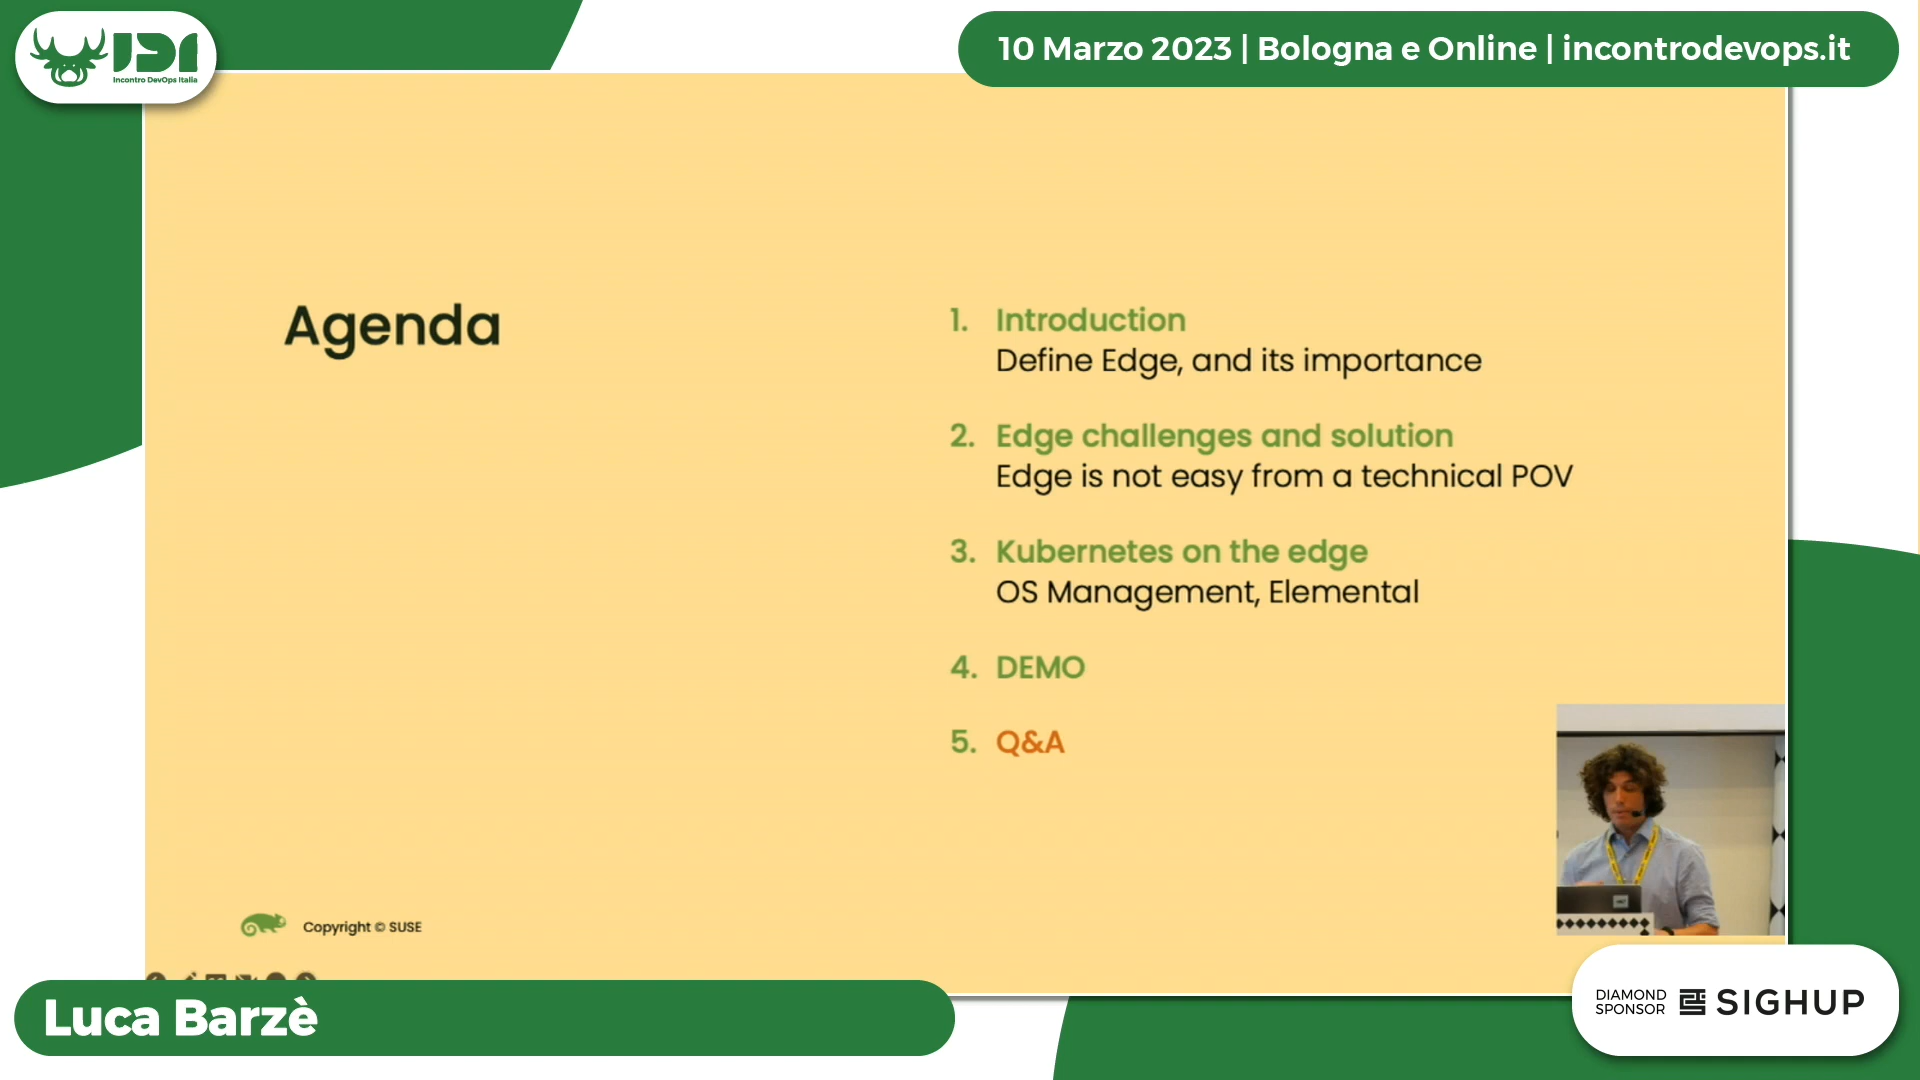 Incontro DevOps Italia
10 Marzo 2023 | Bologna e Online | incontrodevops.it
Agenda
1. Introduction
Define Edge, and its importance
2. Edge challenges and solution
Edge is not easy from a technical POV
3. Kubernetes on the edge
OS Management, Elemental
4. DEMO
5. Q&A
Copyright © SUSE
Luca Barzè
DIAMOND
SPONSOR
SIGHUP